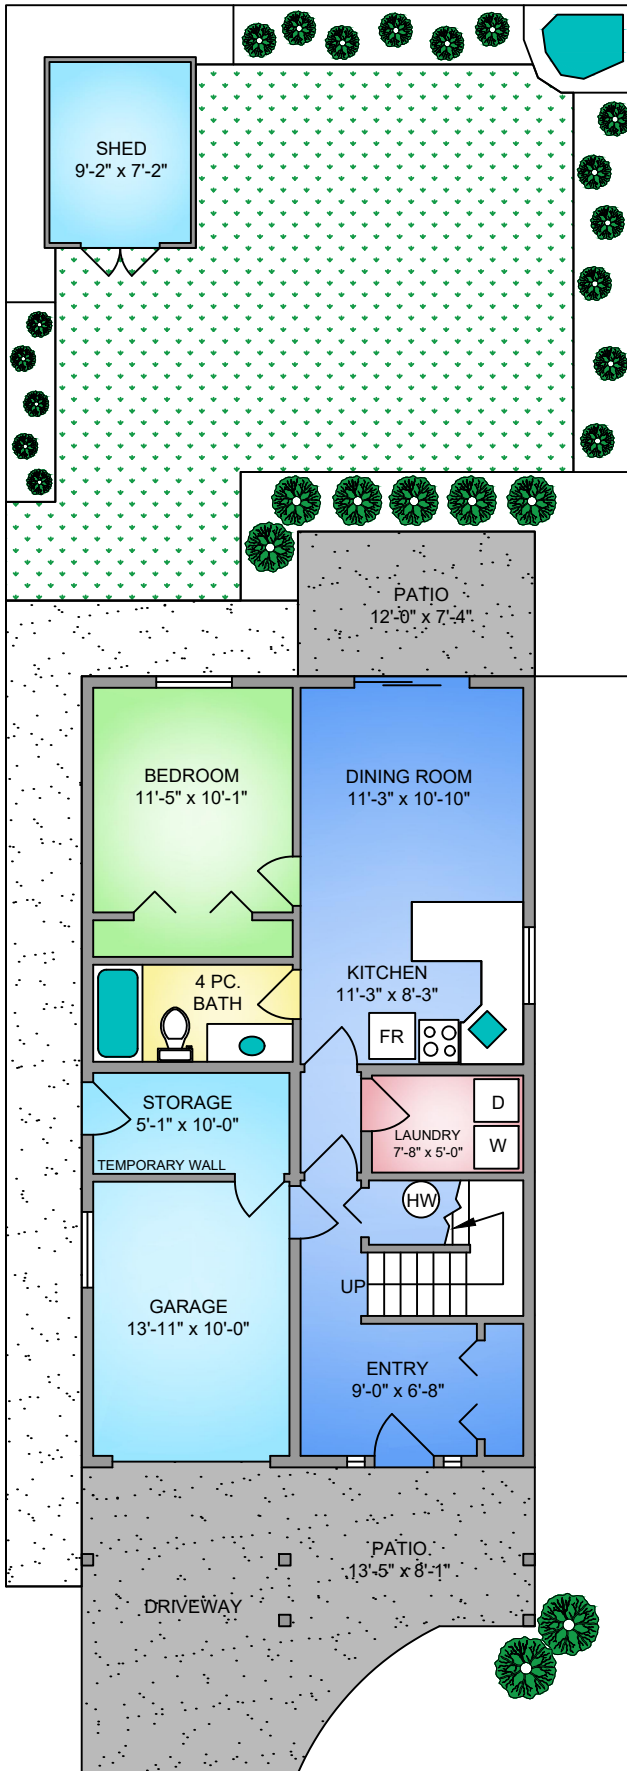 SHED
9'-2" x 7'-2"
PATIO
12'-0" x 7'-4"
BEDROOM
11'-5" x 10'-1"
DINING ROOM
11'-3" x 10'-10"
4 PC.
BATH
KITCHEN
11'-3" x 8'-3"
FR
STORAGE
5'-1" x 10'-0"
TEMPORARY WALL
LAUNDRY
7'-8" x 5'-0"
D
W
HW
UP
GARAGE
13'-11" x 10'-0"
ENTRY
9'-0" x 6'-8"
PATIO
13'-5" x 8'-1"
DRIVEWAY